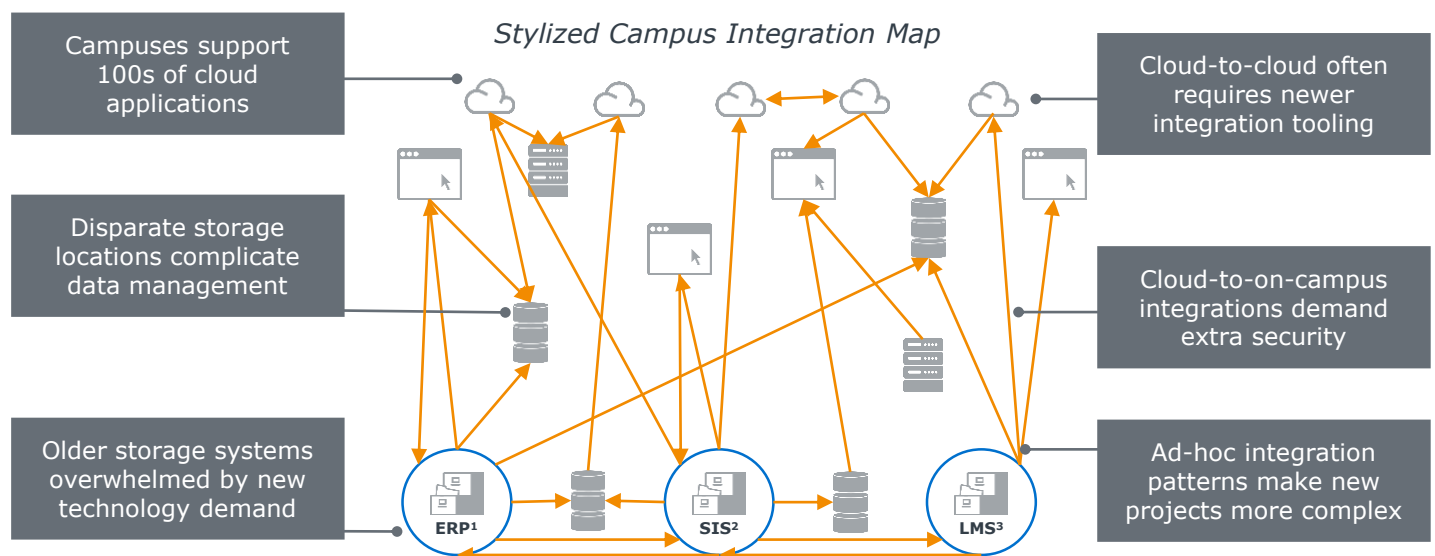 Stylized Campus Integration Map
Campuses support
100s of cloud
applications
Disparate storage
locations complicate
data management
Older storage systems
overwhelmed by new
technology demand
Cloud-to-cloud often
requires newer
integration tooling
Cloud-to-on-campus
integrations demand
extra security
Ad-hoc integration
patterns make new
projects more complex
ERP¹
SIS²
LMS³